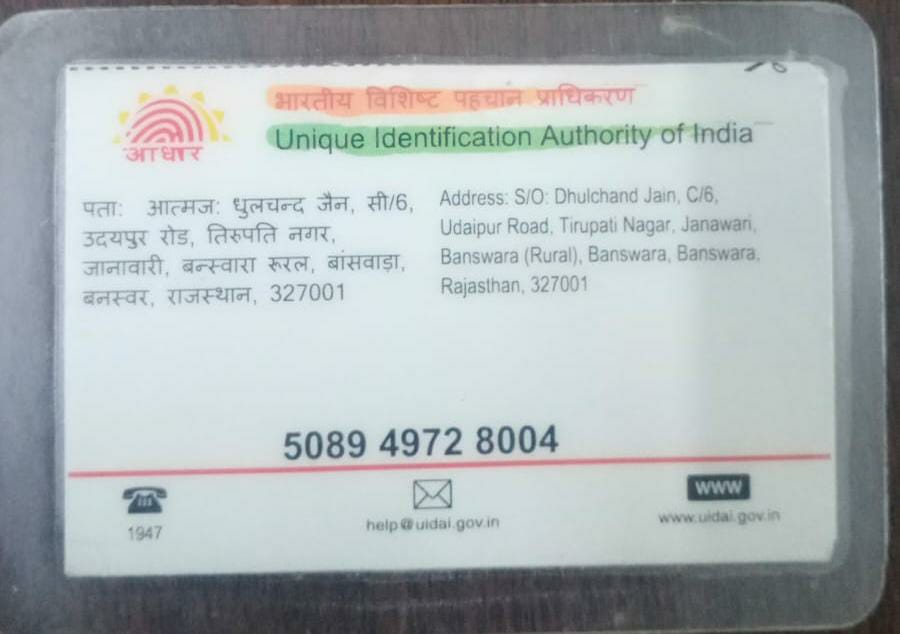 भारतीय विशिष्ट पहचान प्राधिकरण
Unique Identification Authority of India
आधार
पता: आत्मज: धुलचन्द जैन, सी/6,
उदयपुर रोड, तिरुपति नगर,
जानावारी, बन्स्वारा रूरल, बांसवाड़ा,
बनस्वर, राजस्थान, 327001
Address: S/O: Dhulchand Jain, C/6,
Udaipur Road, Tirupati Nagar, Janawari,
Banswara (Rural), Banswara, Banswara,
Rajasthan, 327001
5089 4972 8004
1947
help@uidai.gov.in
WWW
www.uidai.gov.in